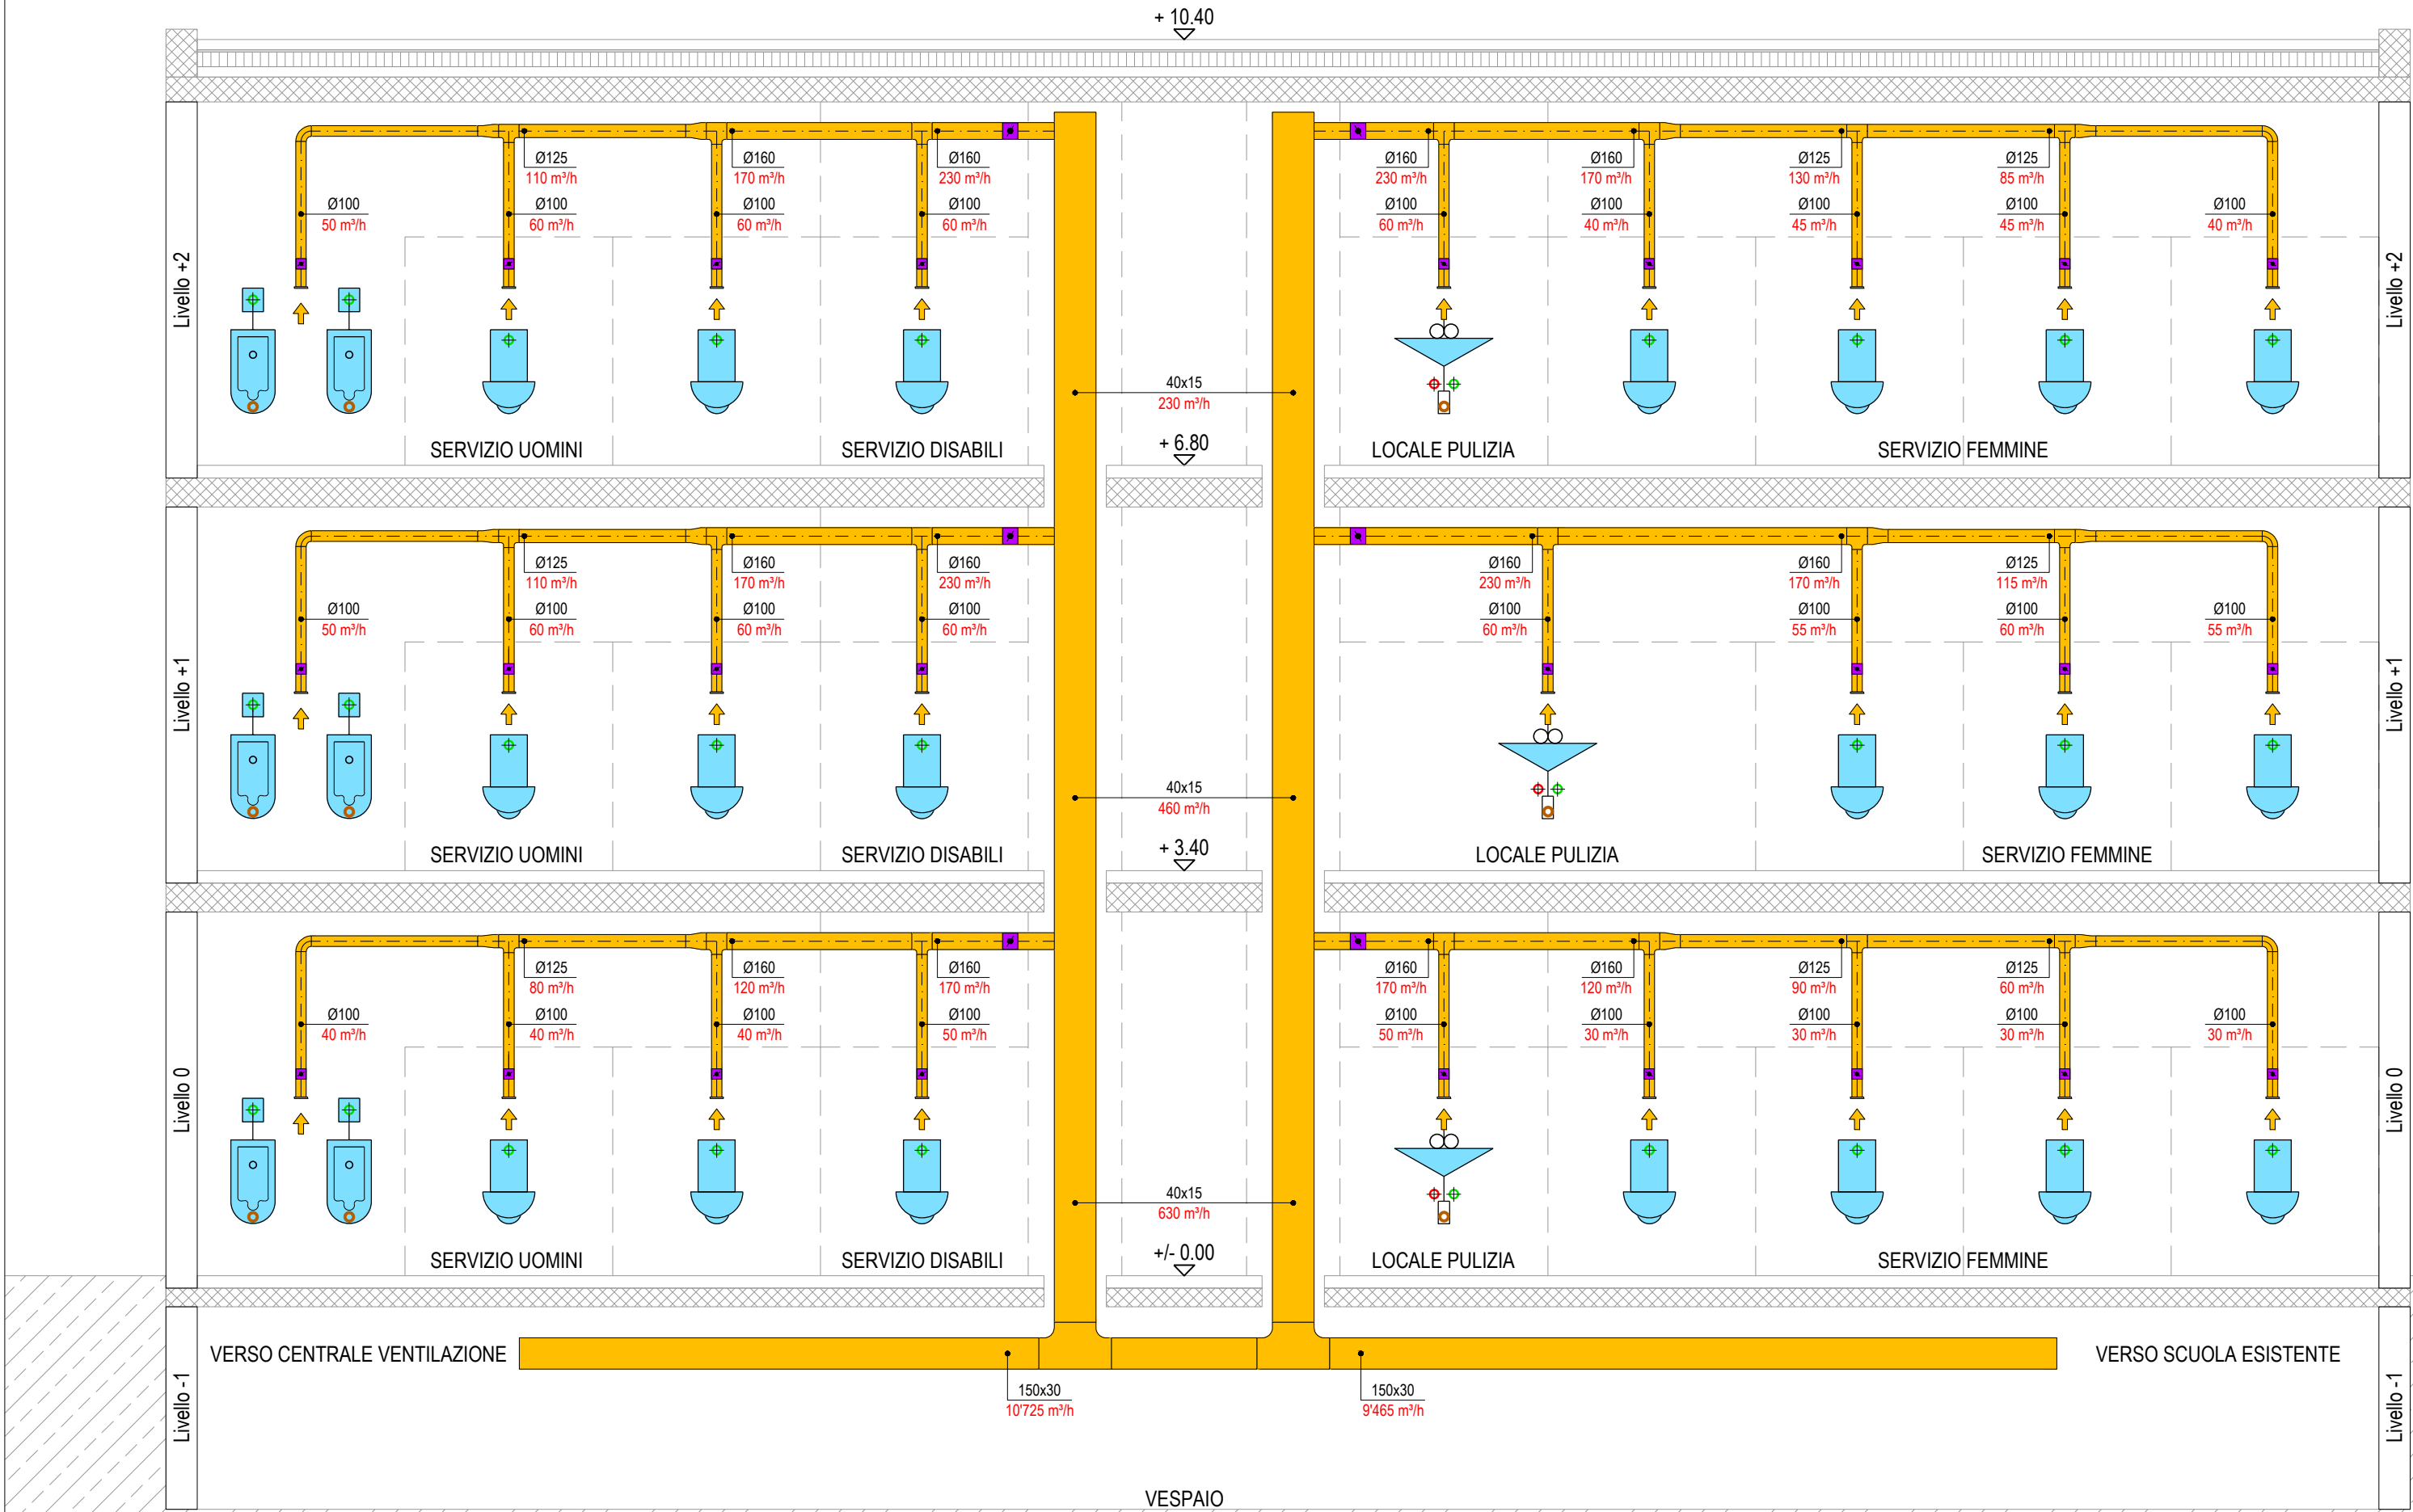 + 10.40
Livello +2
Livello +2
Ø125 Ø160 Ø160 Ø160 Ø160 Ø125 Ø125
110 m³/h 170 m³/h 230 m³/h 230 m³/h 170 m³/h 130 m³/h 85 m³/h
Ø100 Ø100 Ø100 Ø100 Ø100 Ø100 Ø100 Ø100 Ø100
50 m³/h 60 m³/h 60 m³/h 60 m³/h 60 m³/h 40 m³/h 45 m³/h 45 m³/h 40 m³/h
40x15
230 m³/h
SERVIZIO UOMINI SERVIZIO DISABILI + 6.80 LOCALE PULIZIA SERVIZIO FEMMINE
Livello +1
Livello +1
Ø125 Ø160 Ø160 Ø160 Ø160 Ø125
110 m³/h 170 m³/h 230 m³/h 230 m³/h 170 m³/h 115 m³/h
Ø100 Ø100 Ø100 Ø100 Ø100 Ø100 Ø100 Ø100
50 m³/h 60 m³/h 60 m³/h 60 m³/h 60 m³/h 55 m³/h 60 m³/h 55 m³/h
40x15
460 m³/h
SERVIZIO UOMINI SERVIZIO DISABILI + 3.40 LOCALE PULIZIA SERVIZIO FEMMINE
Livello 0
Livello 0
Ø125 Ø160 Ø160 Ø160 Ø160 Ø125 Ø125
80 m³/h 120 m³/h 170 m³/h 170 m³/h 120 m³/h 90 m³/h 60 m³/h
Ø100 Ø100 Ø100 Ø100 Ø100 Ø100 Ø100 Ø100 Ø100
40 m³/h 40 m³/h 40 m³/h 50 m³/h 50 m³/h 30 m³/h 30 m³/h 30 m³/h 30 m³/h
40x15
630 m³/h
SERVIZIO UOMINI SERVIZIO DISABILI +/- 0.00 LOCALE PULIZIA SERVIZIO FEMMINE
Livello -1
Livello -1
VERSO CENTRALE VENTILAZIONE VERSO SCUOLA ESISTENTE
150x30 150x30
10'725 m³/h 9'465 m³/h
VESPAIO